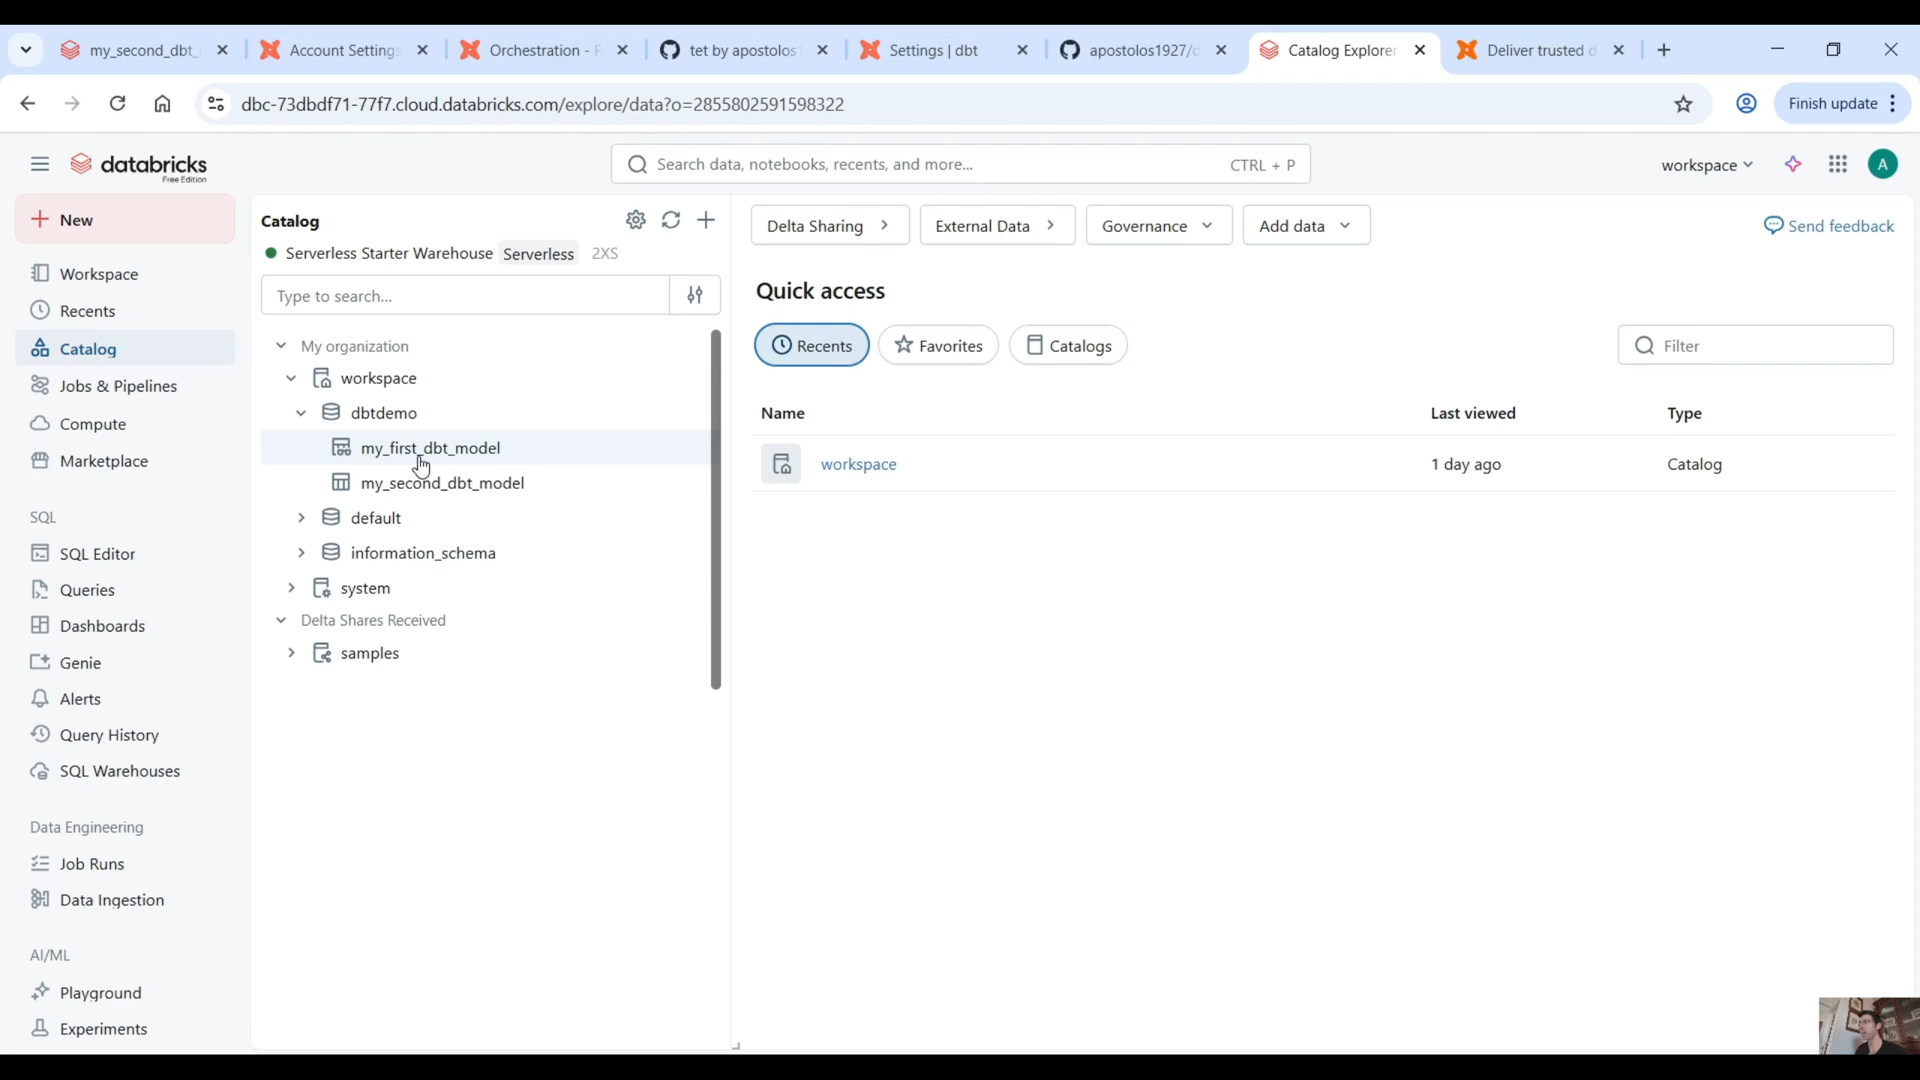 my_second_dbt_
Account Settings
Orchestration -
tet by apostolos
Settings | dbt
apostolos1927/d
Catalog Explorer
Deliver trusted d
dbc-73dbdf71-77f7.cloud.databricks.com/explore/data?o=2855802591598322
Finish update
databricks
Free Edition
Search data, notebooks, recents, and more...
CTRL + P
workspace
A
New
Workspace
Recents
Catalog
Jobs & Pipelines
Compute
Marketplace
SQL
SQL Editor
Queries
Dashboards
Genie
Alerts
Query History
SQL Warehouses
Data Engineering
Job Runs
Data Ingestion
AI/ML
Playground
Experiments
Catalog
Serverless Starter Warehouse Serverless 2XS
Type to search...
My organization
workspace
dbtdemo
my_first_dbt_model
my_second_dbt_model
default
information_schema
system
Delta Shares Received
samples
Delta Sharing
External Data
Governance
Add data
Send feedback
Quick access
Recents
Favorites
Catalogs
Filter
Name Last viewed Type
workspace 1 day ago Catalog